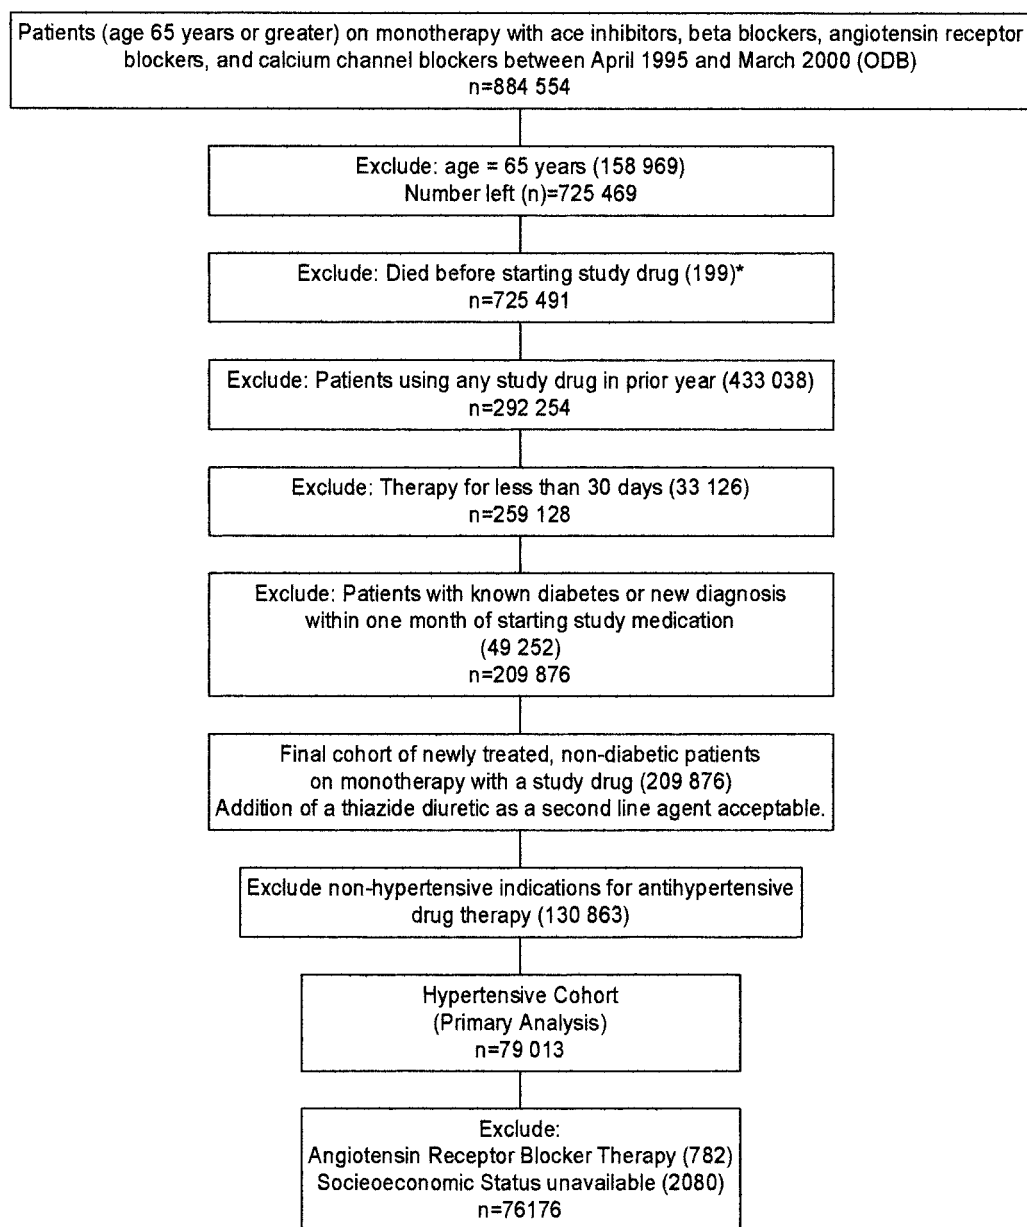 Patients (age 65 years or greater) on monotherapy with ace inhibitors, beta blockers, angiotensin receptor
blockers, and calcium channel blockers between April 1995 and March 2000 (ODB)
n=884 554
Exclude: age = 65 years (158 969)
Number left (n)=725 469
Exclude: Died before starting study drug (199)*
n=725 491
Exclude: Patients using any study drug in prior year (433 038)
n=292 254
Exclude: Therapy for less than 30 days (33 126)
n=259 128
Exclude: Patients with known diabetes or new diagnosis
within one month of starting study medication
(49 252)
n=209 876
Final cohort of newly treated, non-diabetic patients
on monotherapy with a study drug (209 876)
Addition of a thiazide diuretic as a second line agent acceptable.
Exclude non-hypertensive indications for antihypertensive
drug therapy (130 863)
Hypertensive Cohort
(Primary Analysis)
n=79 013
Exclude:
Angiotensin Receptor Blocker Therapy (782)
Socieoeconomic Status unavailable (2080)
n=76176